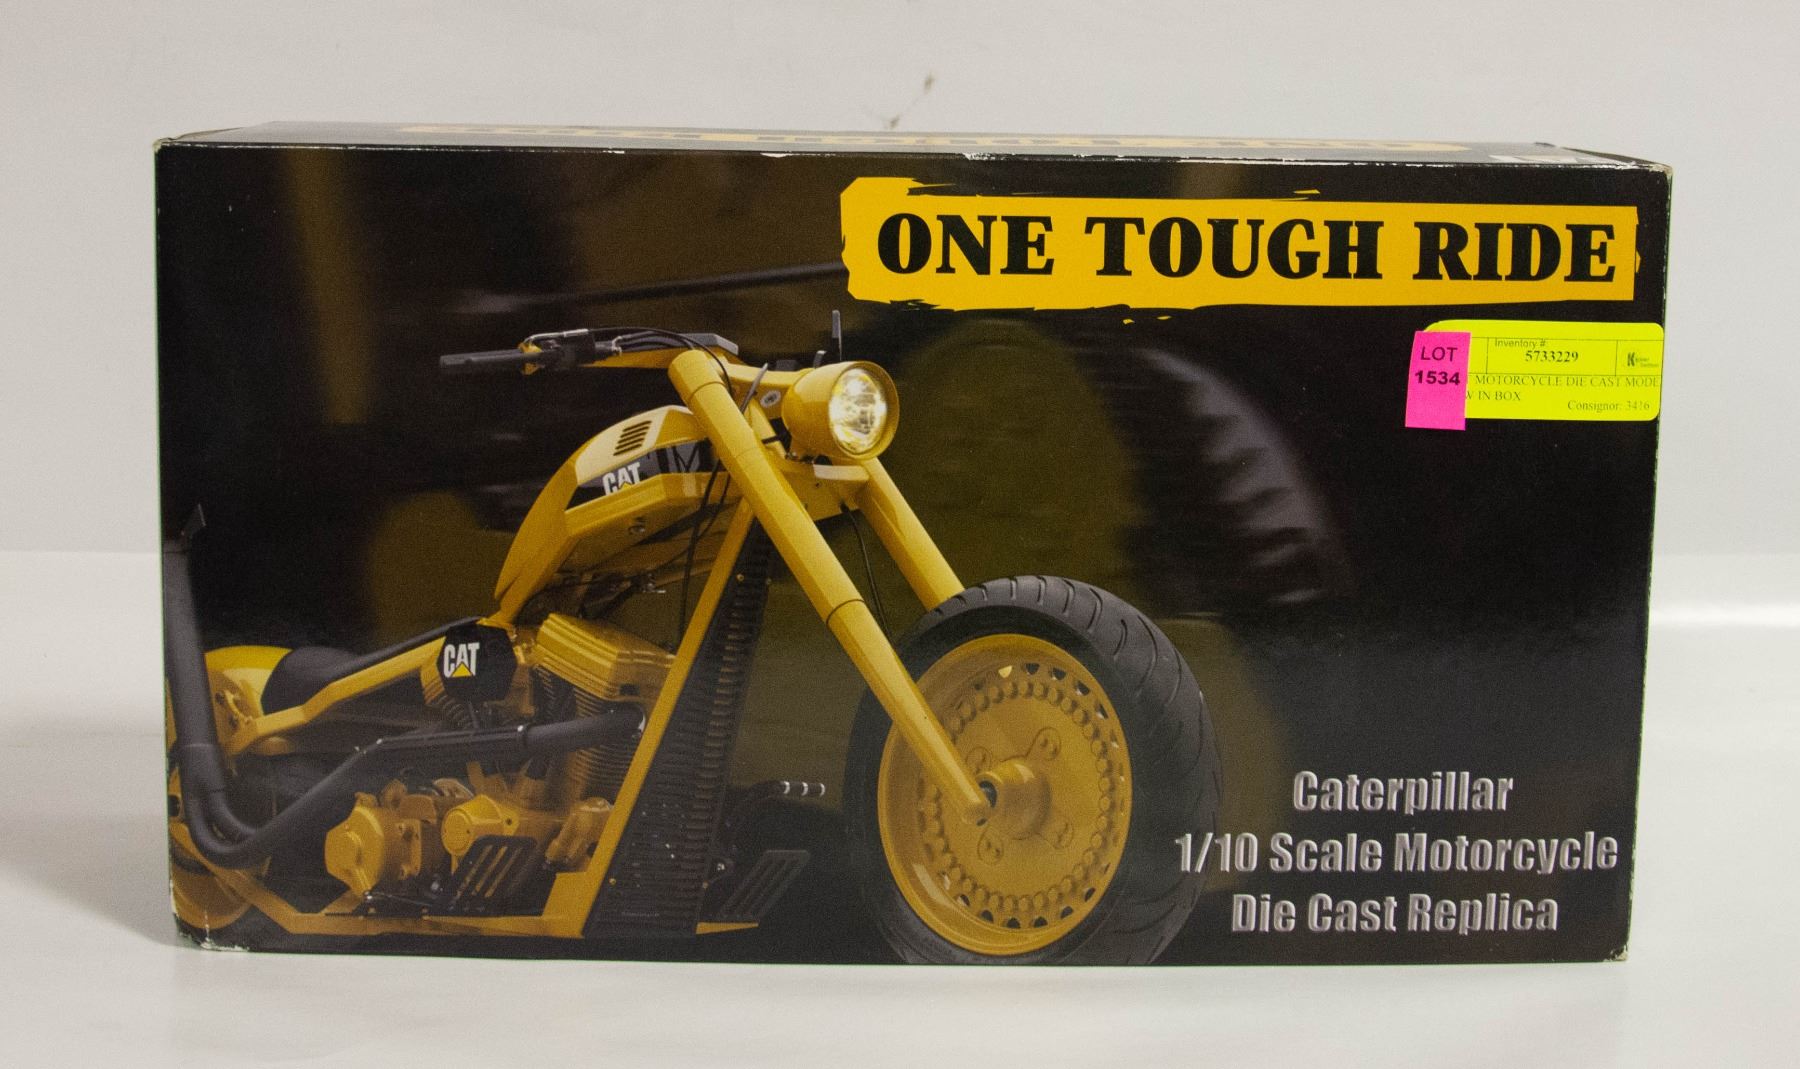 ONE TOUGH RIDE
LOT
1534
Inventory #:
5733229
MOTORCYCLE DIE CAST MODE
IN BOX
Consignor: 3416
CAT
CAT
Caterpillar
1/10 Scale Motorcycle
Die Cast Replica